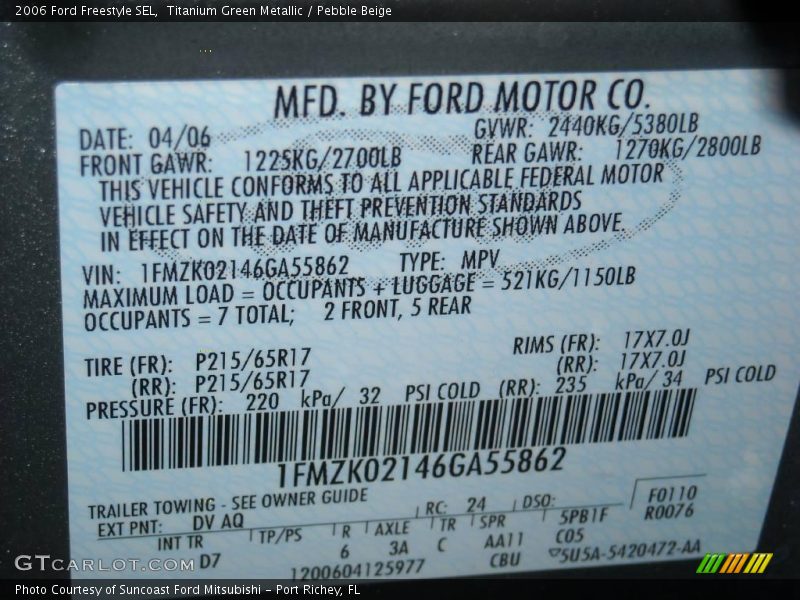 2006 Ford Freestyle SEL,  Titanium Green Metallic / Pebble Beige
MFD. BY FORD MOTOR CO.
DATE: 04/06 GVWR: 2440KG/5380LB
FRONT GAWR: 1225KG/2700LB REAR GAWR: 1270KG/2800LB
THIS VEHICLE CONFORMS TO ALL APPLICABLE FEDERAL MOTOR
VEHICLE SAFETY AND THEFT PREVENTION STANDARDS
IN EFFECT ON THE DATE OF MANUFACTURE SHOWN ABOVE.
VIN: 1FMZK02146GA55862 TYPE: MPV
MAXIMUM LOAD = OCCUPANTS + LUGGAGE = 521KG/1150LB
OCCUPANTS = 7 TOTAL; 2 FRONT, 5 REAR
TIRE (FR): P215/65R17 RIMS (FR): 17X7.0J
(RR): P215/65R17 (RR): 17X7.0J
PRESSURE (FR): 220 kPa/ 32 PSI COLD (RR): 235 kPa/ 34 PSI COLD
1FMZK02146GA55862
TRAILER TOWING - SEE OWNER GUIDE
EXT PNT: DV AQ RC: 24 DSO: F0110
R0076
INT TR TP/PS R AXLE TR SPR 5PB1F
D7 6 3A C AA11 C05
1200604125977 CBU 5U5A-5420472-AA
GTCARLOT.COM
Photo Courtesy of Suncoast Ford Mitsubishi - Port Richey, FL